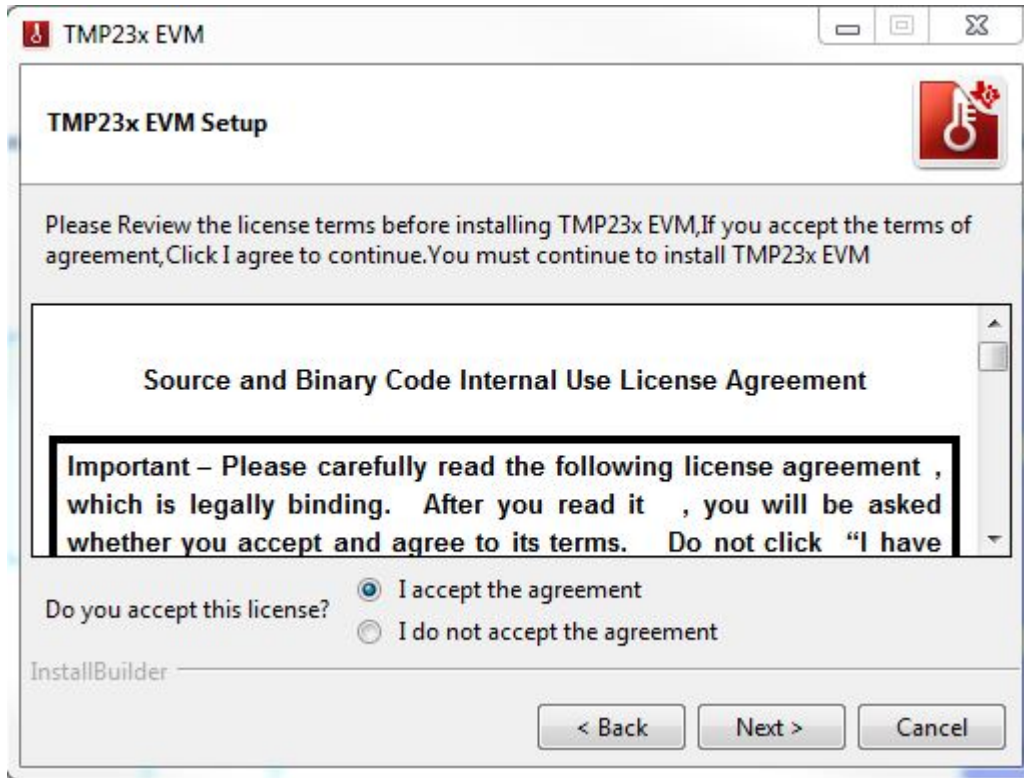 TMP23x EVM
TMP23x EVM Setup
Please Review the license terms before installing TMP23x EVM,If you accept the terms of
agreement,Click I agree to continue.You must continue to install TMP23x EVM
Source and Binary Code Internal Use License Agreement
Important – Please carefully read the following license agreement ,
which is legally binding. After you read it , you will be asked
whether you accept and agree to its terms. Do not click “I have
Do you accept this license?
I accept the agreement
I do not accept the agreement
InstallBuilder
< Back Next > Cancel